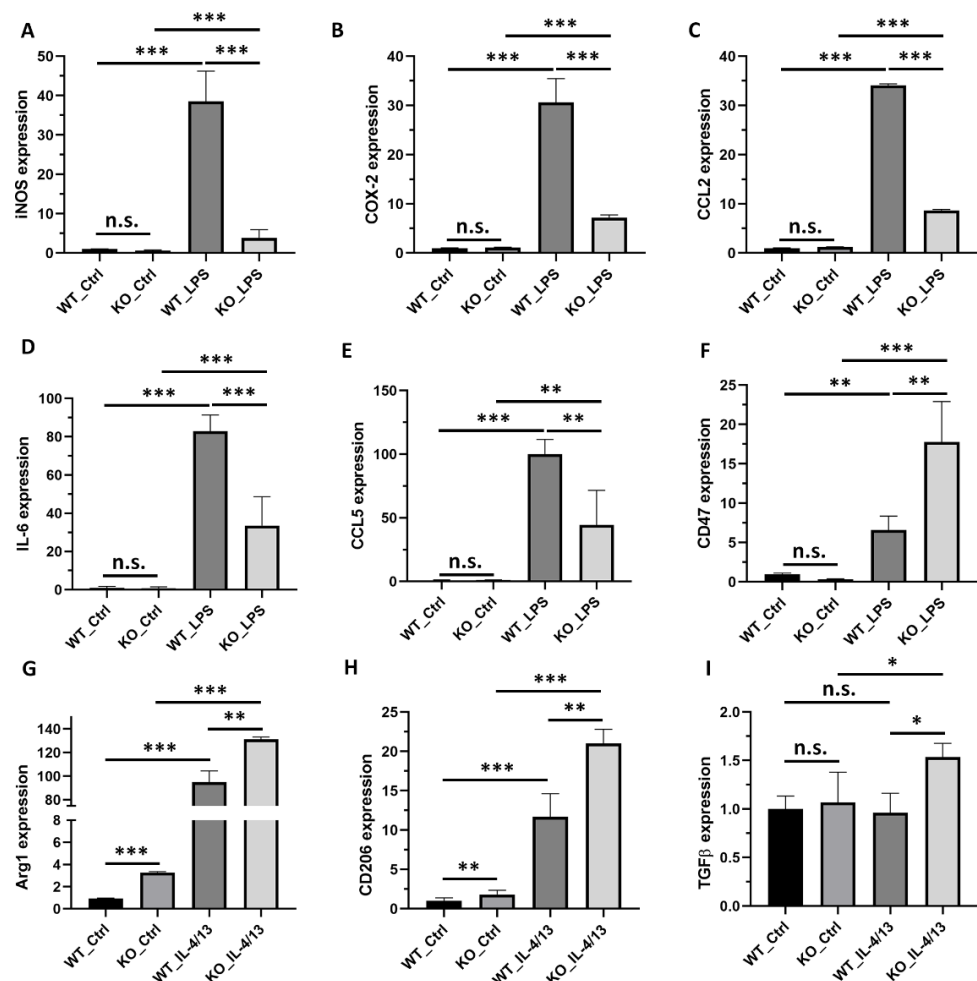 A
***
***
***
n.s.
iNOS expression
50
40
30
20
10
0
WT_Ctrl
KO_Ctrl
WT_LPS
KO_LPS
B
***
***
***
n.s.
COX-2 expression
40
30
20
10
0
WT_Ctrl
KO_Ctrl
WT_LPS
KO_LPS
C
***
***
***
n.s.
CCL2 expression
40
30
20
10
0
WT_Ctrl
KO_Ctrl
WT_LPS
KO_LPS
D
***
***
***
n.s.
IL-6 expression
100
80
60
40
20
0
WT_Ctrl
KO_Ctrl
WT_LPS
KO_LPS
E
**
***
**
n.s.
CCL5 expression
150
100
50
0
WT_Ctrl
KO_Ctrl
WT_LPS
KO_LPS
F
***
**
**
n.s.
CD47 expression
25
20
15
10
5
0
WT_Ctrl
KO_Ctrl
WT_LPS
KO_LPS
G
***
**
***
***
Arg1 expression
140
120
100
80
8
6
4
2
0
WT_Ctrl
KO_Ctrl
WT_IL-4/13
KO_IL-4/13
H
***
**
***
**
CD206 expression
25
20
15
10
5
0
WT_Ctrl
KO_Ctrl
WT_IL-4/13
KO_IL-4/13
I
*
n.s.
*
n.s.
TGFβ expression
2.0
1.5
1.0
0.5
0.0
WT_Ctrl
KO_Ctrl
WT_IL-4/13
KO_IL-4/13